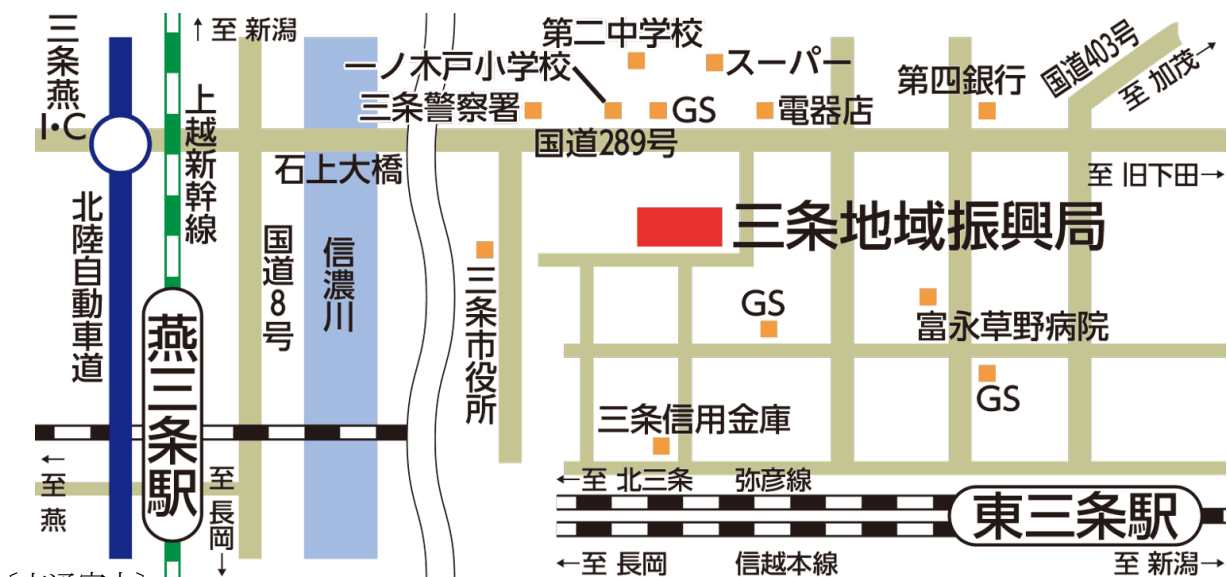 三条燕
I・C
↑至 新潟
上越新幹線
北陸自動車道
燕三条駅
国道8号
石上大橋
信濃川
第二中学校
一ノ木戸小学校
スーパー
三条警察署
GS
電器店
国道289号
第四銀行
国道403号
至 加茂→
至 旧下田→
三条地域振興局
三条市役所
GS
富永草野病院
GS
三条信用金庫
←至 北三条
弥彦線
東三条駅
←至 長岡
信越本線
至 新潟→
←至 燕
至 長岡→